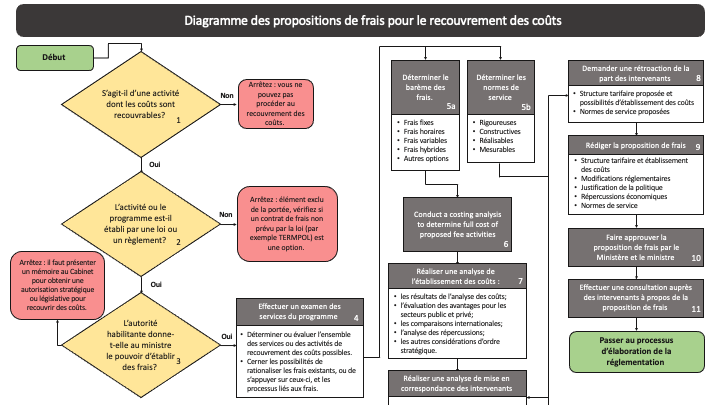 Diagramme des propositions de frais pour le recouvrement des coûts
Début
S'agit-il d'une activité
dont les coûts sont
recouvrables?
1
Non
Arrêtez : vous ne
pouvez pas
procéder au
recouvrement des
coûts.
Oui
L'activité ou le
programme est-il
établi par une loi ou
un règlement?
2
Non
Arrêtez : élément exclu
de la portée, vérifiez si
un contrat de frais non
prévu par la loi (par
exemple TERMPOL) est
une option.
Oui
Arrêtez : il faut présenter
un mémoire au Cabinet
pour obtenir une
autorisation stratégique
ou législative pour
recouvrir des coûts.
L'autorité
habilitante donne-
t-elle au ministre
le pouvoir d'établir
des frais?
3
Oui
Effectuer un examen des
services du programme
4
• Déterminer ou évaluer l'ensemble
des services ou des activités de
recouvrement des coûts possibles.
• Cerner les possibilités de
rationaliser les frais existants, ou de
s'appuyer sur ceux-ci, et les
processus liés aux frais.
Déterminer le
barème des
frais.
5a
• Frais fixes
• Frais horaires
• Frais variables
• Frais hybrides
• Autres options
Déterminer les
normes de
service
5b
• Rigoureuses
• Constructives
• Réalisables
• Mesurables
Conduct a costing analysis
to determine full cost of
proposed fee activities
6
Réaliser une analyse de
l'établissement des coûts :
7
• les résultats de l'analyse des coûts;
• l'évaluation des avantages pour les
secteurs public et privé;
• les comparaisons internationales;
• l'analyse des répercussions;
• les autres considérations d'ordre
stratégique.
Réaliser une analyse de mise en
correspondance des intervenants
Demander une rétroaction de la
part des intervenants
8
• Structure tarifaire proposée et
possibilités d'établissement des coûts
• Normes de service proposées
Rédiger la proposition de frais
9
• Structure tarifaire et établissement
des coûts
• Modifications réglementaires
• Justification de la politique
• Répercussions économiques
• Normes de service
Faire approuver la
proposition de frais par le
Ministère et le ministre
10
Effectuer une consultation auprès
des intervenants à propos de la
proposition de frais
11
Passer au processus
d'élaboration de la
réglementation